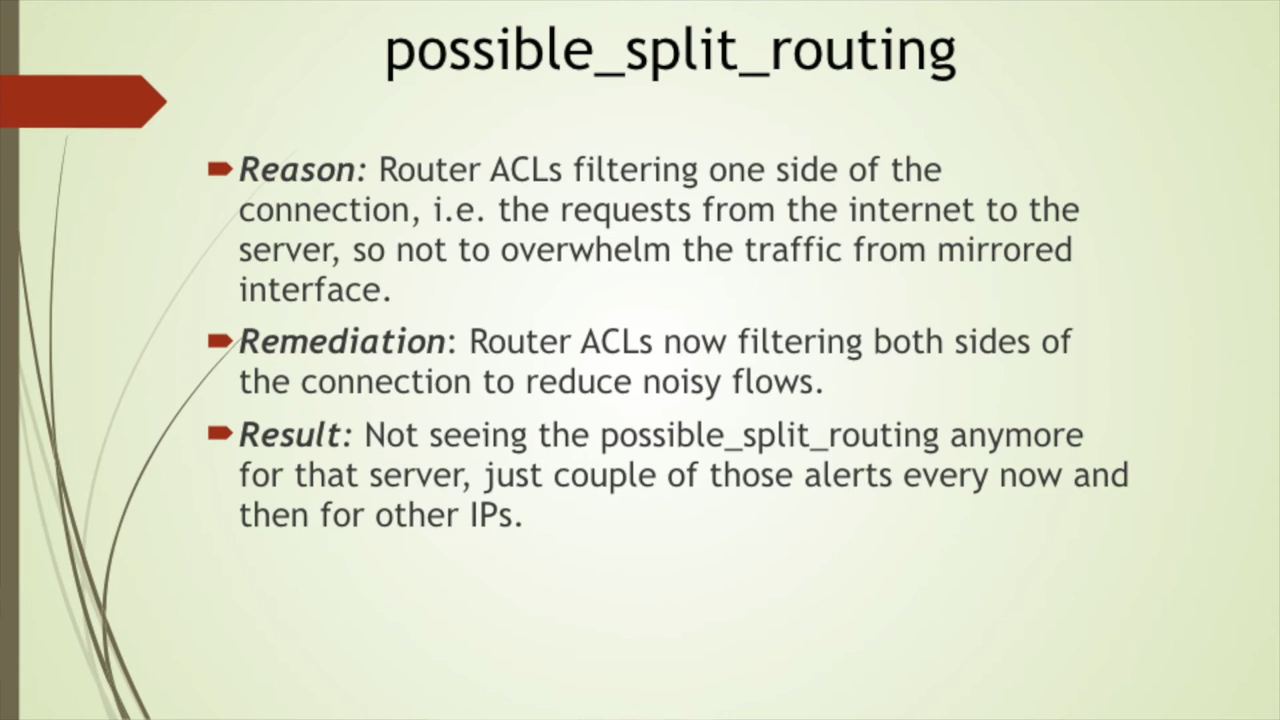 possible_split_routing
Reason: Router ACLs filtering one side of the
connection, i.e. the requests from the internet to the
server, so not to overwhelm the traffic from mirrored
interface.
Remediation: Router ACLs now filtering both sides of
the connection to reduce noisy flows.
Result: Not seeing the possible_split_routing anymore
for that server, just couple of those alerts every now and
then for other IPs.